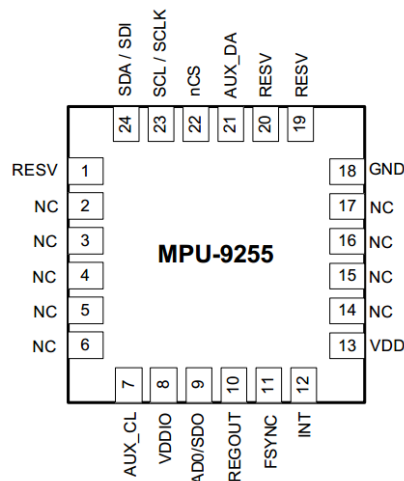 SDA / SDI
SCL / SCLK
nCS
AUX_DA
RESV
RESV
24
23
22
21
20
19
RESV 1
18 GND
NC 2
17 NC
NC 3
16 NC
MPU-9255
NC 4
15 NC
NC 5
14 NC
NC 6
13 VDD
7
8
9
10
11
12
AUX_CL
VDDIO
AD0/SDO
REGOUT
FSYNC
INT